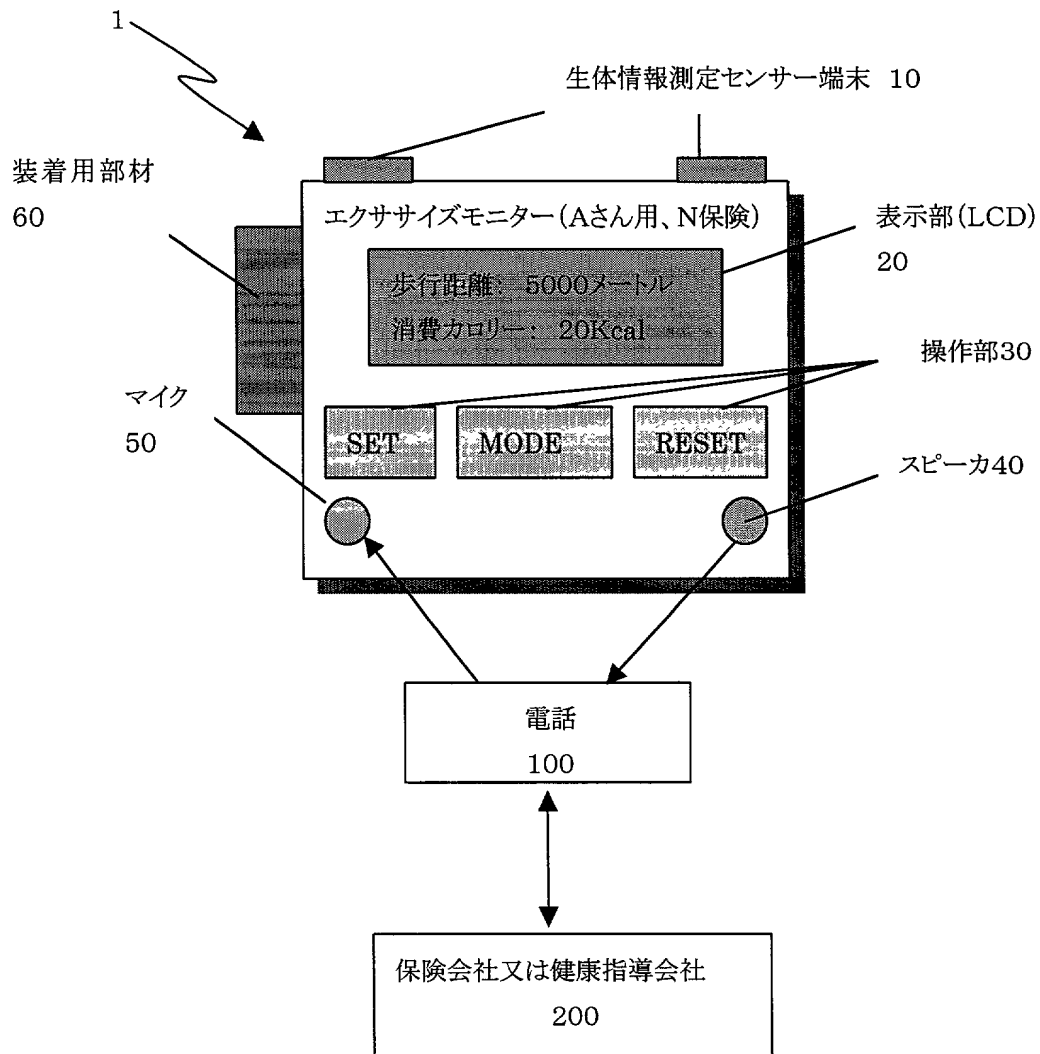 1
生体情報測定センサー端末 10
装着用部材
60
エクササイズモニター(Aさん用、N保険)
表示部(LCD)
20
歩行距離: 5000メートル
消費カロリー: 20Kcal
操作部30
マイク
50
SET MODE RESET
スピーカ40
電話
100
保険会社又は健康指導会社
200